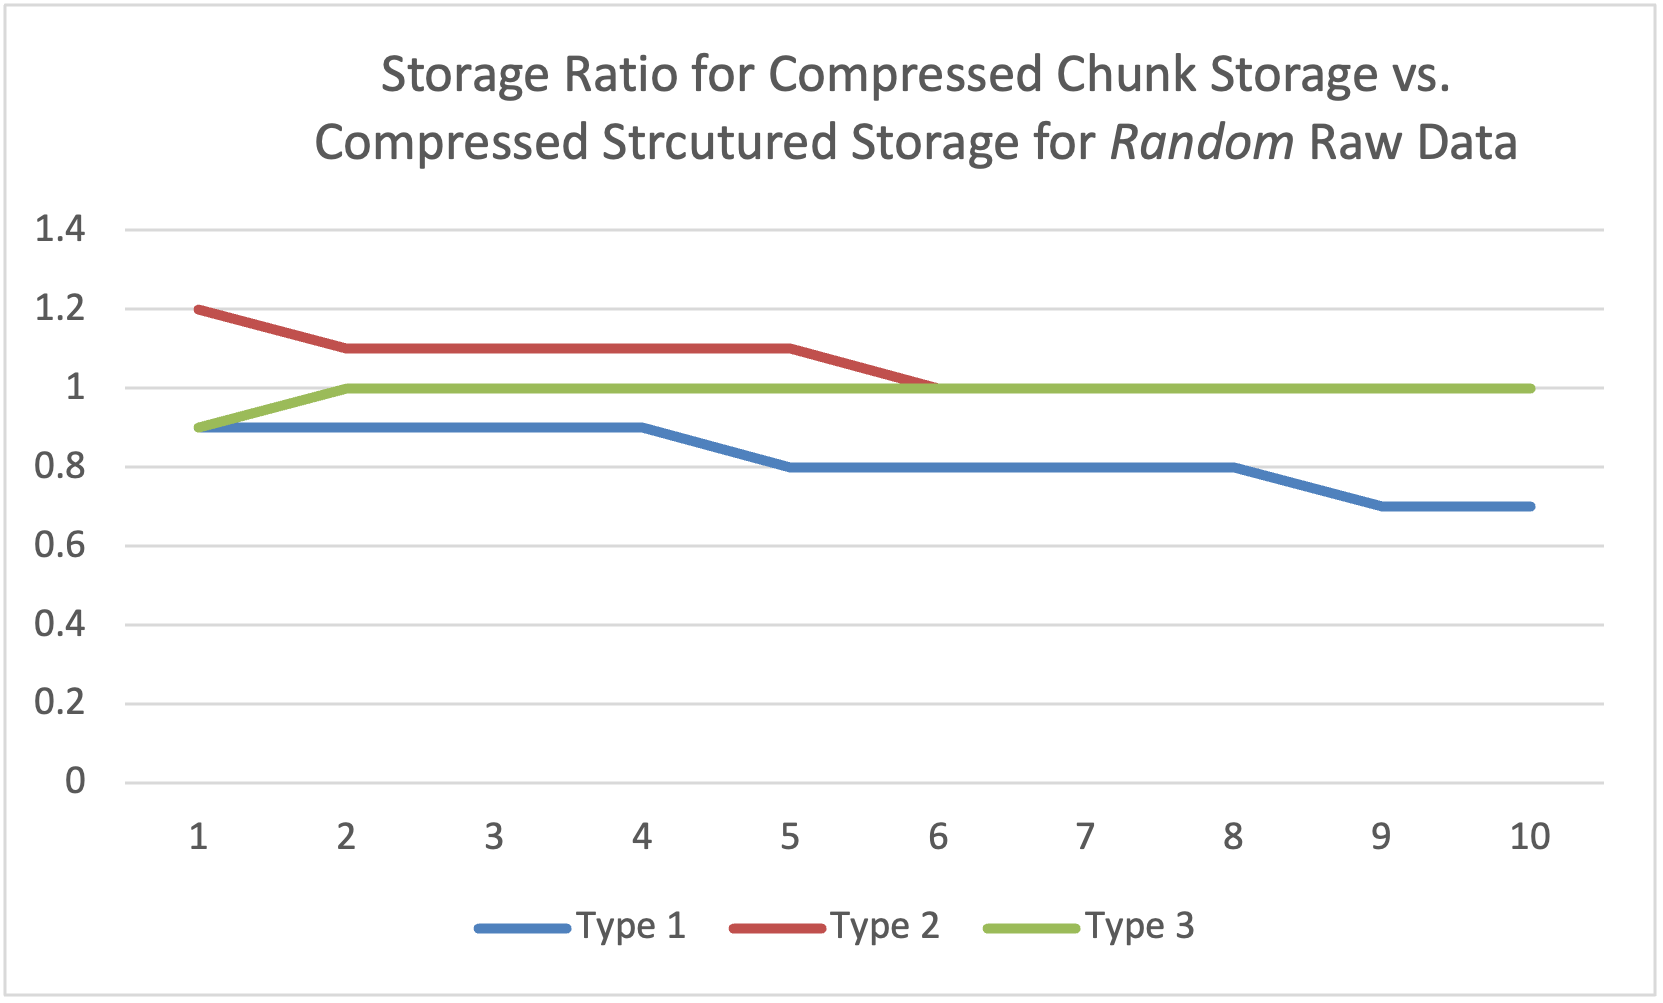 Storage Ratio for Compressed Chunk Storage vs.
Compressed Strcutured Storage for Random Raw Data
1.4
1.2
1
0.8
0.6
0.4
0.2
0
1 2 3 4 5 6 7 8 9 10
Type 1 Type 2 Type 3